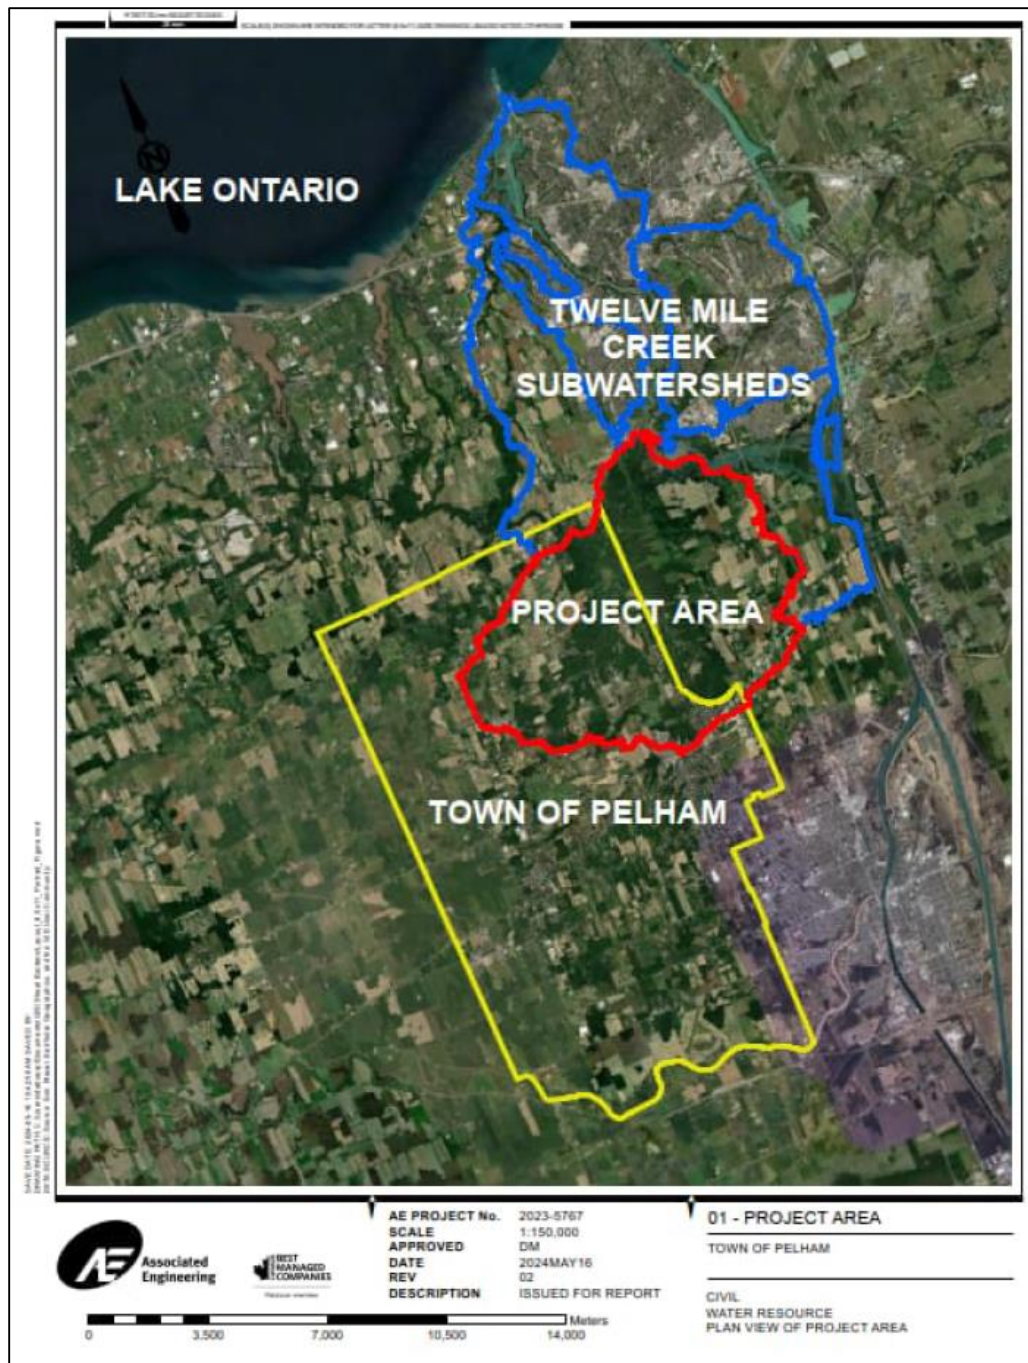 N
LAKE ONTARIO
TWELVE MILE
CREEK
SUBWATERSHEDS
PROJECT AREA
TOWN OF PELHAM
AE
Associated
Engineering
BEST
MANAGED
COMPANIES
AE PROJECT No. 2023-5767
SCALE 1:150,000
APPROVED DM
DATE 2024MAY16
REV 02
DESCRIPTION ISSUED FOR REPORT
01 - PROJECT AREA
TOWN OF PELHAM
CIVIL
WATER RESOURCE
PLAN VIEW OF PROJECT AREA
0 3,500 7,000 10,500 14,000 Meters